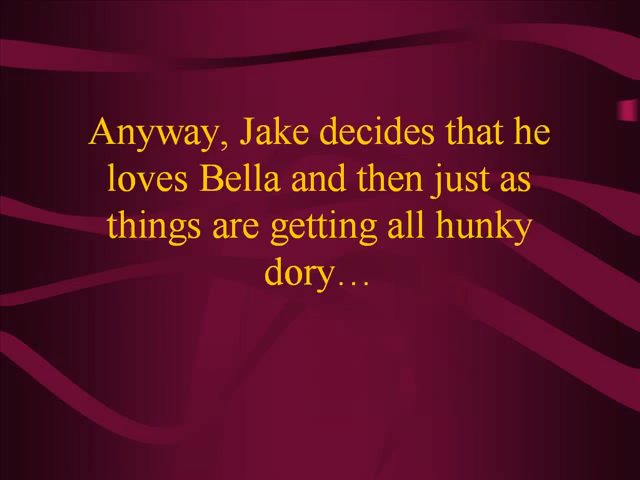 Anyway, Jake decides that he
loves Bella and then just as
things are getting all hunky
dory…